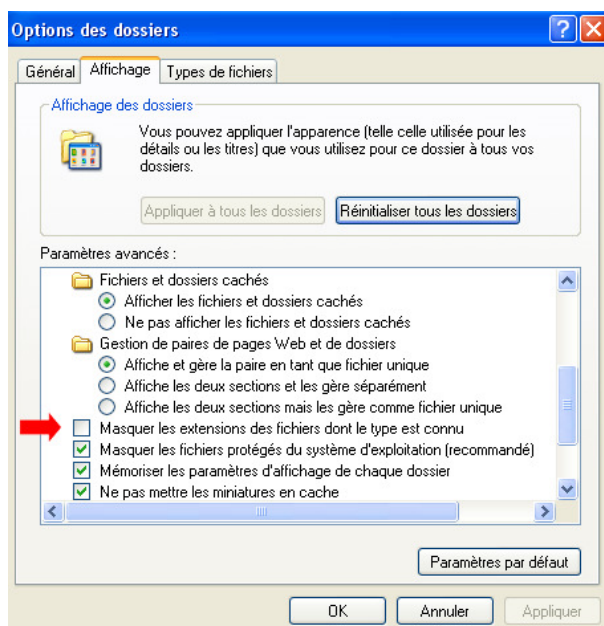 Options des dossiers
Général Affichage Types de fichiers
Affichage des dossiers
Vous pouvez appliquer l'apparence (telle celle utilisée pour les
détails ou les titres) que vous utilisez pour ce dossier à tous vos
dossiers.
Appliquer à tous les dossiers Réinitialiser tous les dossiers
Paramètres avancés :
Fichiers et dossiers cachés
Afficher les fichiers et dossiers cachés
Ne pas afficher les fichiers et dossiers cachés
Gestion de paires de pages Web et de dossiers
Affiche et gère la paire en tant que fichier unique
Affiche les deux sections et les gère séparément
Affiche les deux sections mais les gère comme fichier unique
Masquer les extensions des fichiers dont le type est connu
Masquer les fichiers protégés du système d'exploitation (recommandé)
Mémoriser les paramètres d'affichage de chaque dossier
Ne pas mettre les miniatures en cache
Paramètres par défaut
OK Annuler Appliquer